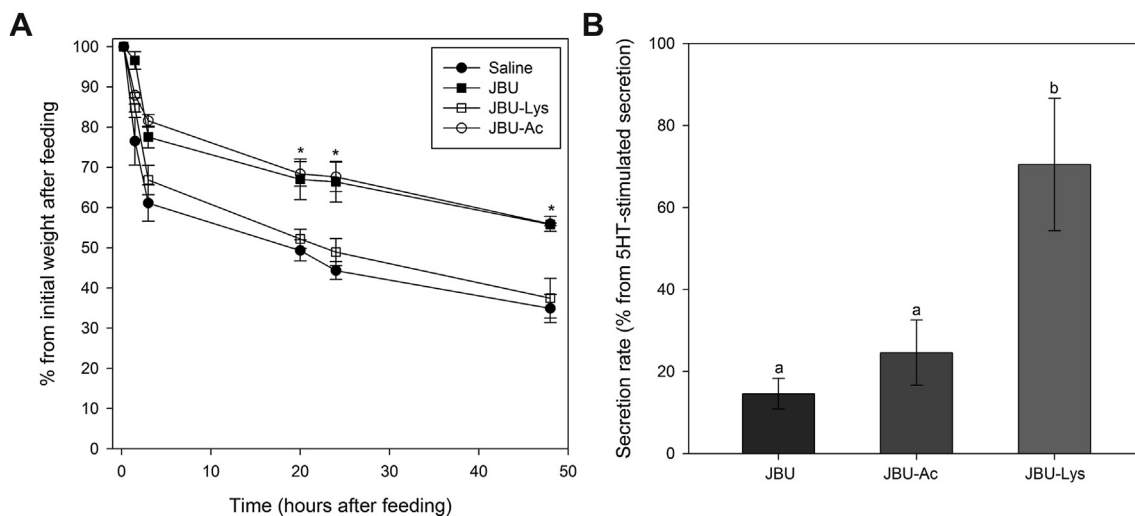 A
% from initial weight after feeding
100
90
80
70
60
50
40
30
20
10
0
Saline
JBU
JBU-Lys
JBU-Ac
* *
*
0 10 20 30 40 50
Time (hours after feeding)
B
Secretion rate (% from 5HT-stimulated secretion)
100
80
60
40
20
0
a
a
b
JBU JBU-Ac JBU-Lys